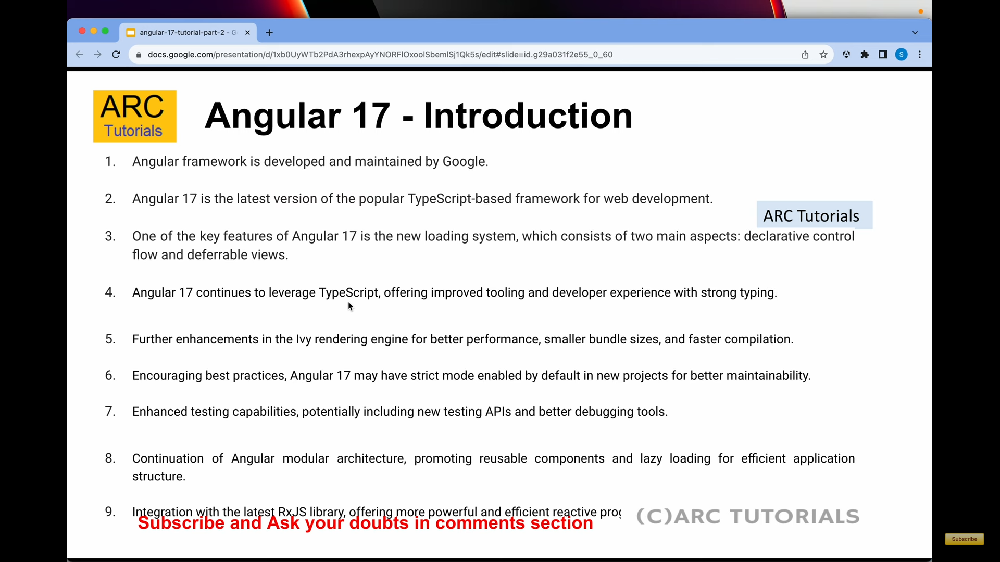 angular-17-tutorial-part-2 - G
docs.google.com/presentation/d/1xb0UyWTb2PdA3rhexpAyYNORFlOxoolSbemlSj1Qk5s/edit#slide=id.g29a031f2e55_0_60
S
ARC
Tutorials
Angular 17 - Introduction
1. Angular framework is developed and maintained by Google.
2. Angular 17 is the latest version of the popular TypeScript-based framework for web development.
ARC Tutorials
3. One of the key features of Angular 17 is the new loading system, which consists of two main aspects: declarative control
flow and deferrable views.
4. Angular 17 continues to leverage TypeScript, offering improved tooling and developer experience with strong typing.
5. Further enhancements in the Ivy rendering engine for better performance, smaller bundle sizes, and faster compilation.
6. Encouraging best practices, Angular 17 may have strict mode enabled by default in new projects for better maintainability.
7. Enhanced testing capabilities, potentially including new testing APIs and better debugging tools.
8. Continuation of Angular modular architecture, promoting reusable components and lazy loading for efficient application
structure.
9. Integration with the latest RxJS library, offering more powerful and efficient reactive
Subscribe and Ask your doubts in comments section
(C)ARC TUTORIALS
Subscribe